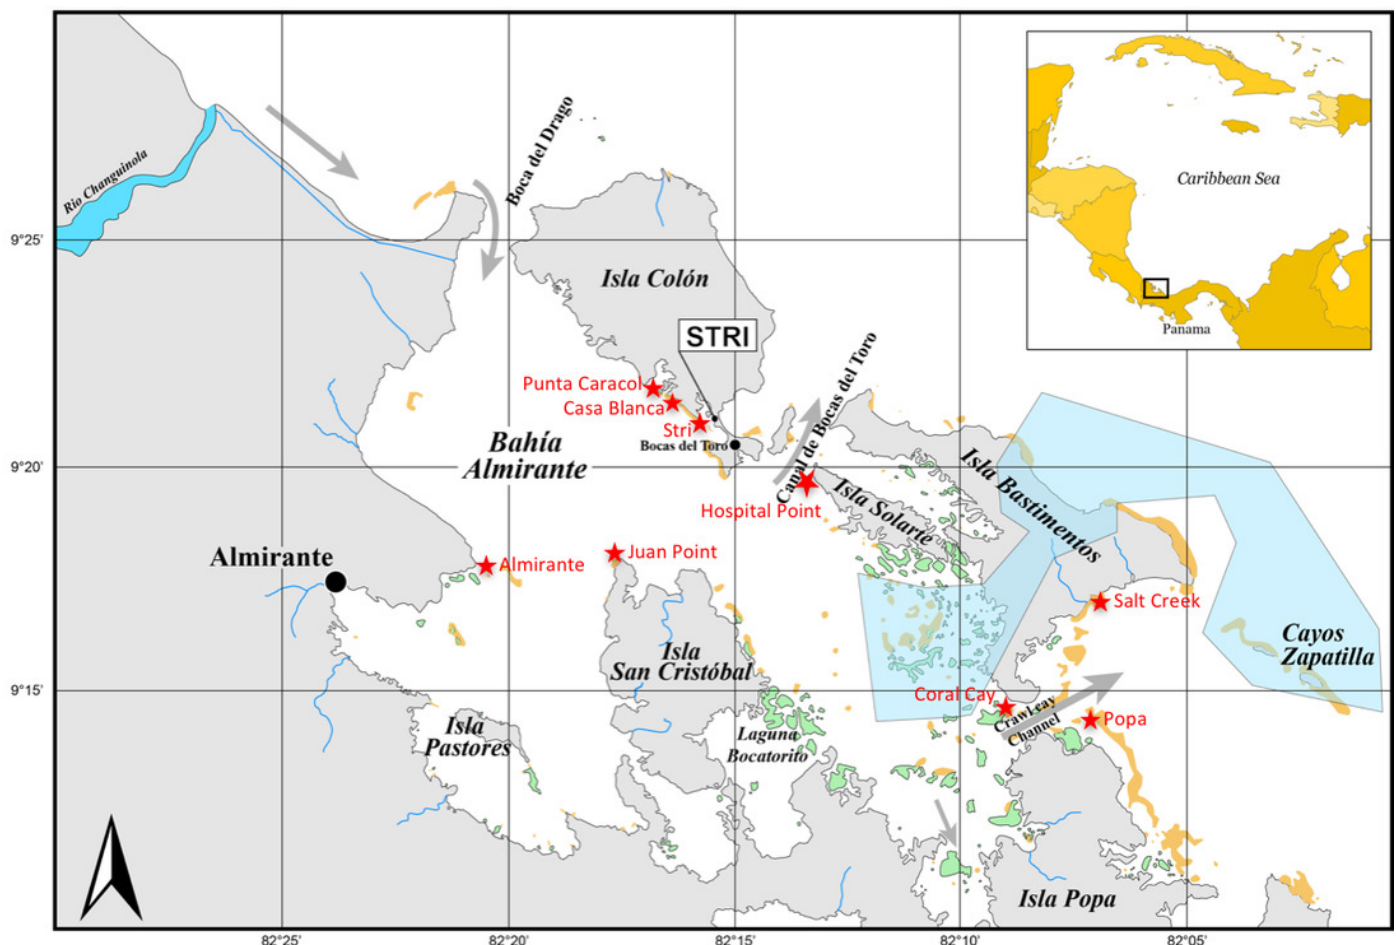 Rio Changuinola
Boca del Drago
Caribbean Sea
Panama
9°25'
Isla Colón
STRI
Punta Caracol
Casa Blanca
Stri
Bocas del Toro
Canal de Bocas del Toro
Bahía
Almirante
9°20'
Hospital Point
Isla Solarte
Isla Bastimentos
Almirante
Almirante
Juan Point
Salt Creek
Cayos
Zapatilla
Isla
San Cristóbal
9°15'
Coral Cay
Crawl cay
Channel
Popa
Isla
Pastores
Laguna
Bocatorito
Isla Popa
82°25'
82°20'
82°15'
82°10'
82°05'